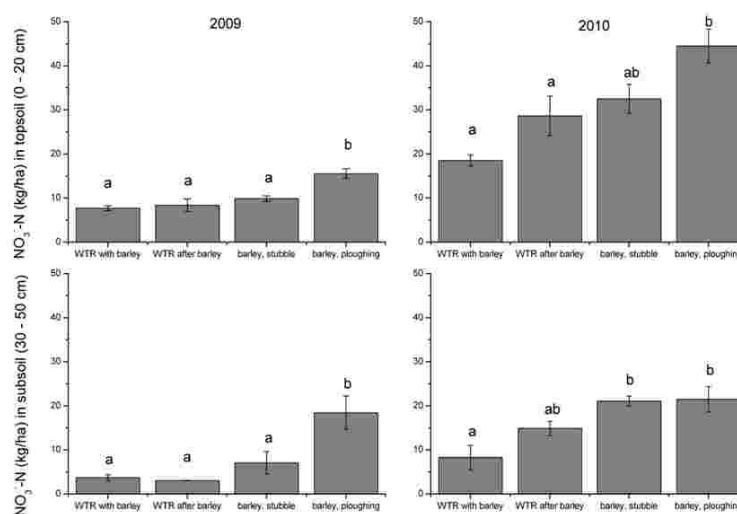 2009
2010
NO3--N (kg/ha) in topsoil (0 - 20 cm)
50
40
30
20
10
0
a
a
a
b
WTR with barley
WTR after barley
barley, stubble
barley, ploughing
50
40
30
20
10
0
a
a
ab
b
WTR with barley
WTR after barley
barley, stubble
barley, ploughing
NO3--N (kg/ha) in subsoil (30 - 50 cm)
50
40
30
20
10
0
a
a
a
b
WTR with barley
WTR after barley
barley, stubble
barley, ploughing
50
40
30
20
10
0
a
ab
b
b
WTR with barley
WTR after barley
barley, stubble
barley, ploughing